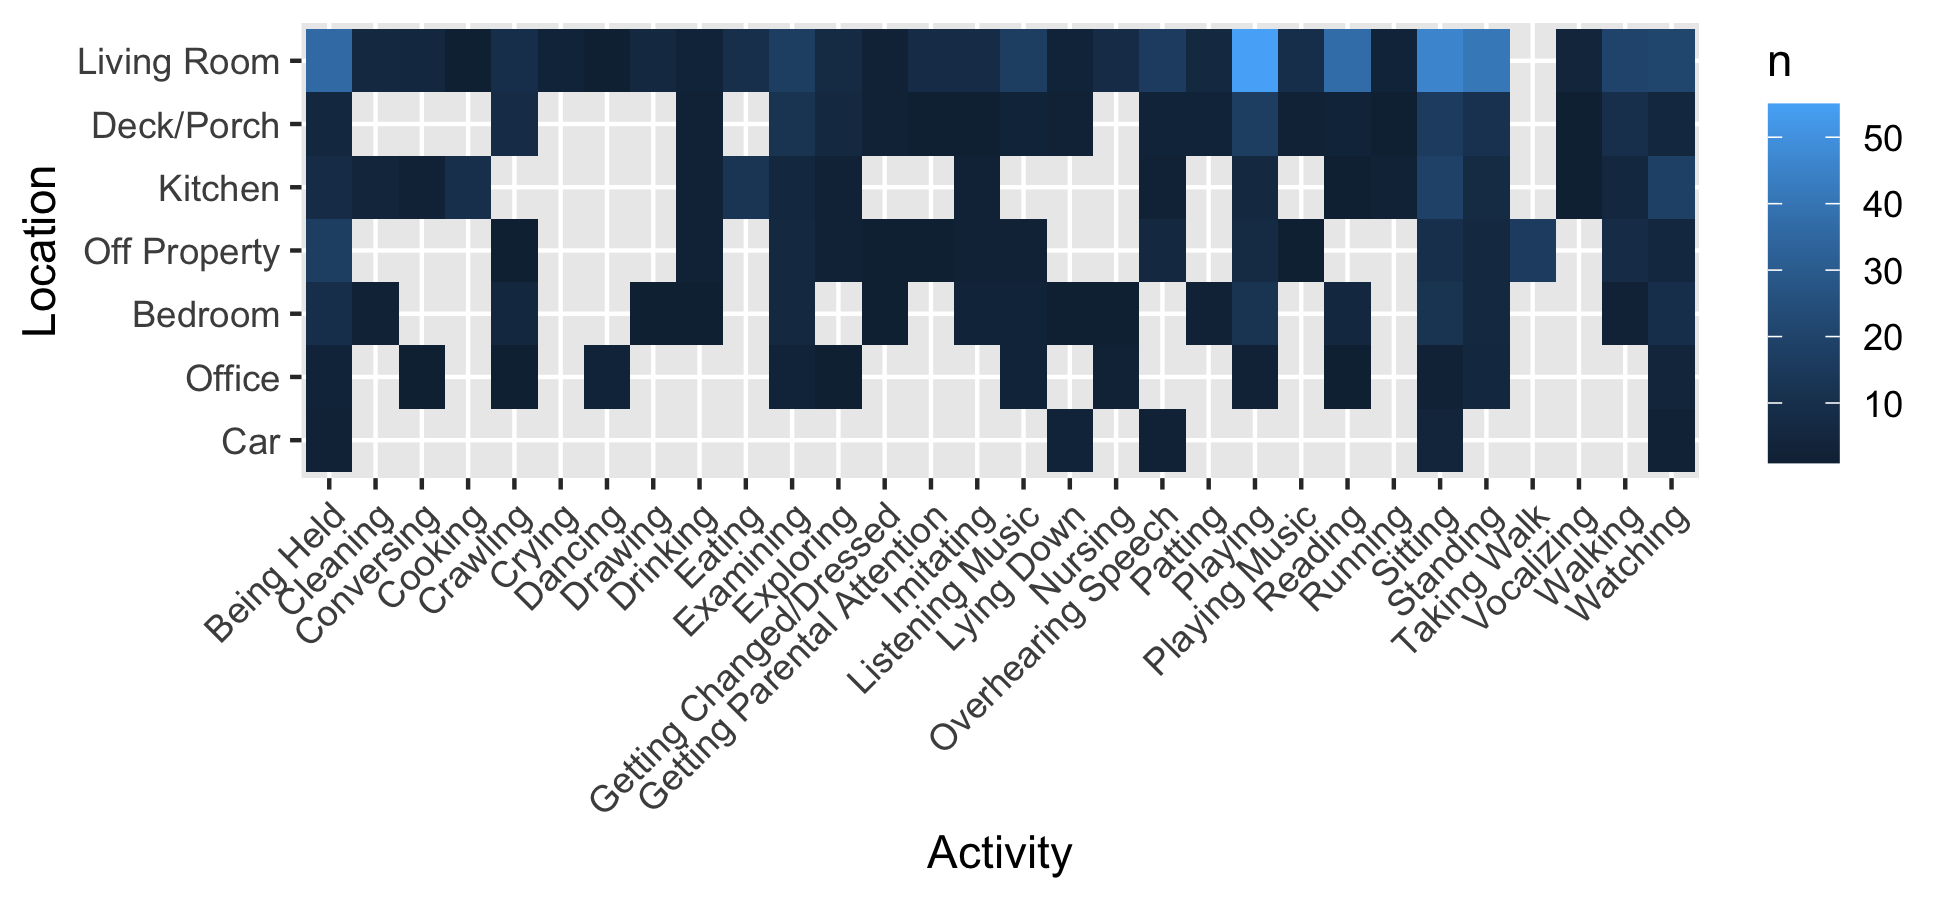 Living Room
Deck/Porch
Kitchen
Off Property
Bedroom
Office
Car
Location
Being Held
Cleaning
Conversing
Cooking
Crawling
Crying
Dancing
Drawing
Drinking
Eating
Examining
Exploring
Getting Changed/Dressed
Getting Parental Attention
Imitating
Listening Music
Lying Down
Nursing
Overhearing Speech
Patting
Playing
Playing Music
Reading
Running
Sitting
Standing
Taking Walk
Vocalizing
Walking
Watching
Activity
n
50
40
30
20
10